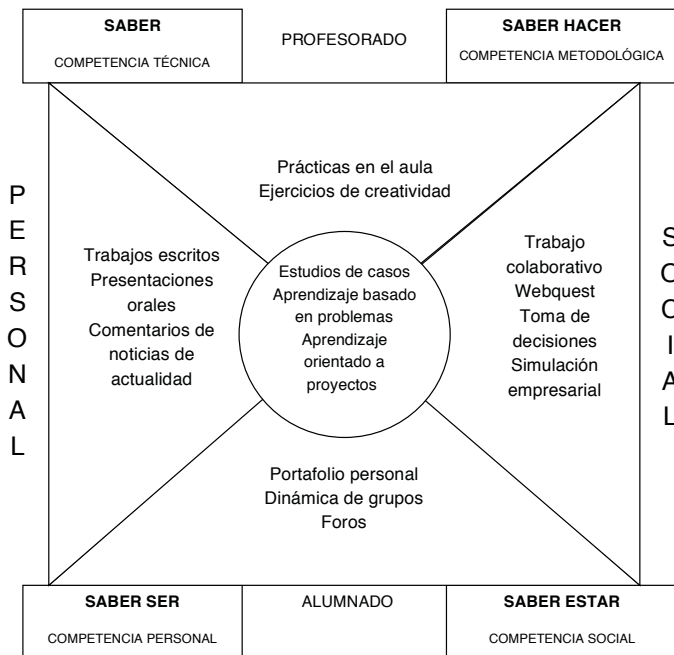 SABER
COMPETENCIA TÉCNICA
PROFESORADO
SABER HACER
COMPETENCIA METODOLÓGICA
PERSONAL
Prácticas en el aula
Ejercicios de creatividad
Trabajos escritos
Presentaciones
orales
Comentarios de
noticias de
actualidad
Estudios de casos
Aprendizaje basado
en problemas
Aprendizaje
orientado a
proyectos
Trabajo
colaborativo
Webquest
Toma de
decisiones
Simulación
empresarial
SOCIAL
Portafolio personal
Dinámica de grupos
Foros
SABER SER
COMPETENCIA PERSONAL
ALUMNADO
SABER ESTAR
COMPETENCIA SOCIAL